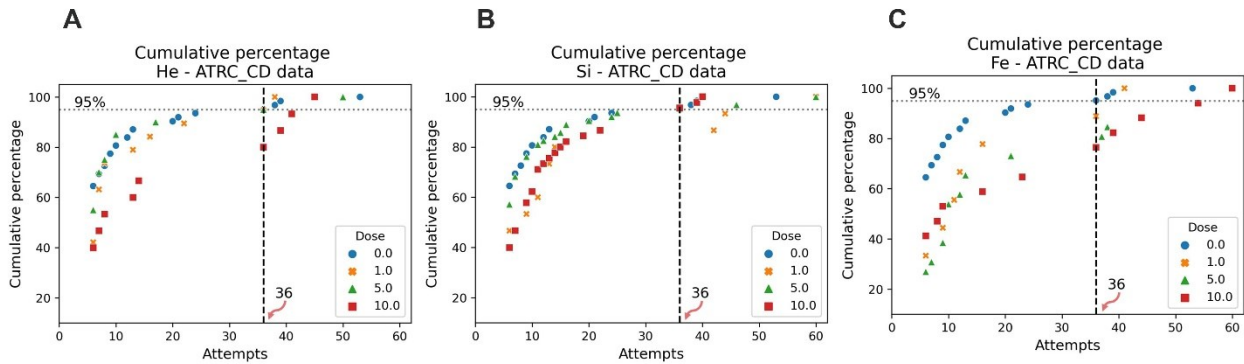 A
Cumulative percentage
He - ATRC_CD data
Cumulative percentage
100
80
60
40
20
95%
36
Dose
0.0
1.0
5.0
10.0
0 10 20 30 40 50 60
Attempts
B
Cumulative percentage
Si - ATRC_CD data
Cumulative percentage
100
80
60
40
20
95%
36
Dose
0.0
1.0
5.0
10.0
0 10 20 30 40 50 60
Attempts
C
Cumulative percentage
Fe - ATRC_CD data
Cumulative percentage
100
80
60
40
20
95%
36
Dose
0.0
1.0
5.0
10.0
0 10 20 30 40 50 60
Attempts